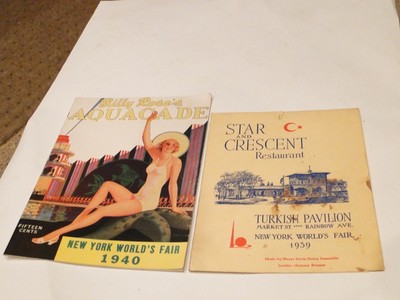 Billy Rose's
AQUACADE
FIFTEEN
CENTS
NEW YORK WORLD'S FAIR
1940
STAR
AND
CRESCENT
Restaurant
TURKISH PAVILION
MARKET ST AND RAINBOW AVE.
NEW YORK WORLD'S FAIR
1939